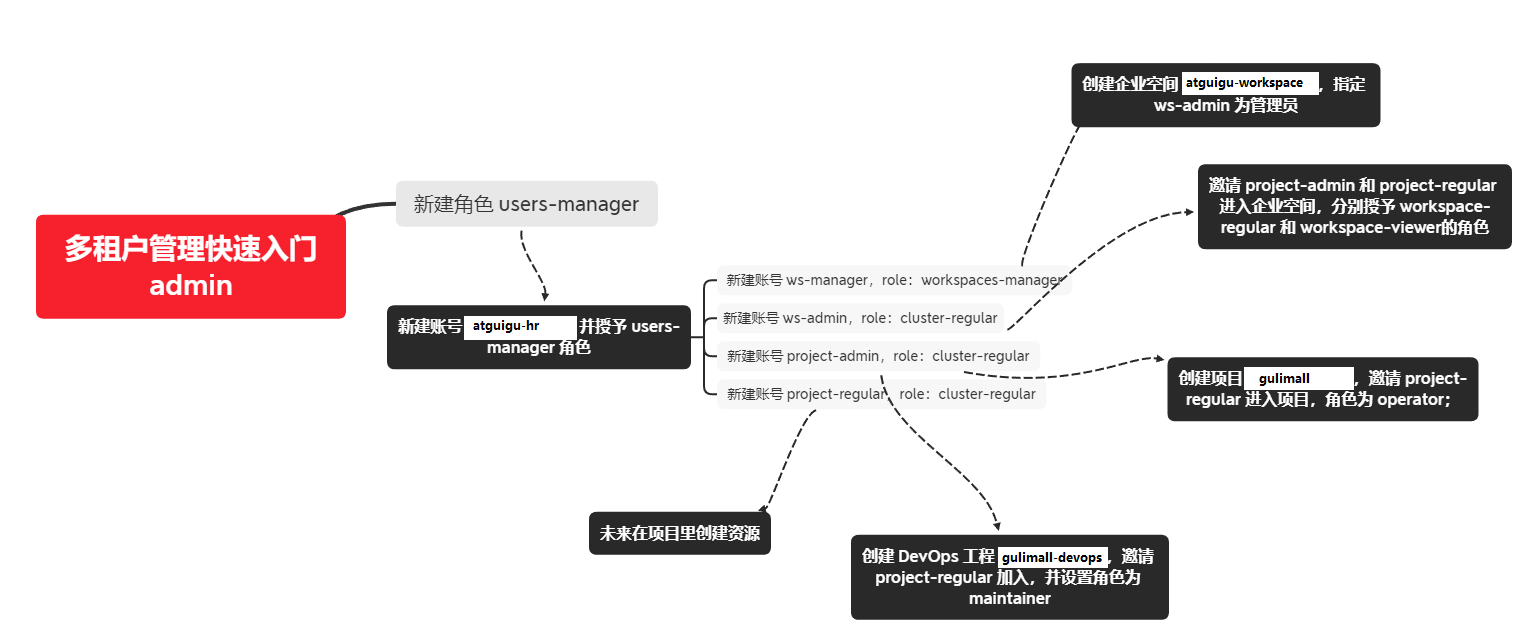 多租户管理快速入门
admin
新建角色 users-manager
新建账号 atguigu-hr 并授予 users-
manager 角色
新建账号 ws-manager，role：workspaces-manager
新建账号 ws-admin，role：cluster-regular
新建账号 project-admin，role：cluster-regular
新建账号 project-regular，role：cluster-regular
创建企业空间 atguigu-workspace，指定
ws-admin 为管理员
邀请 project-admin 和 project-regular
进入企业空间，分别授予 workspace-
regular 和 workspace-viewer的角色
创建项目 gulimall，邀请 project-
regular 进入项目，角色为 operator；
未来在项目里创建资源
创建 DevOps 工程 gulimall-devops，邀请
project-regular 加入，并设置角色为
maintainer